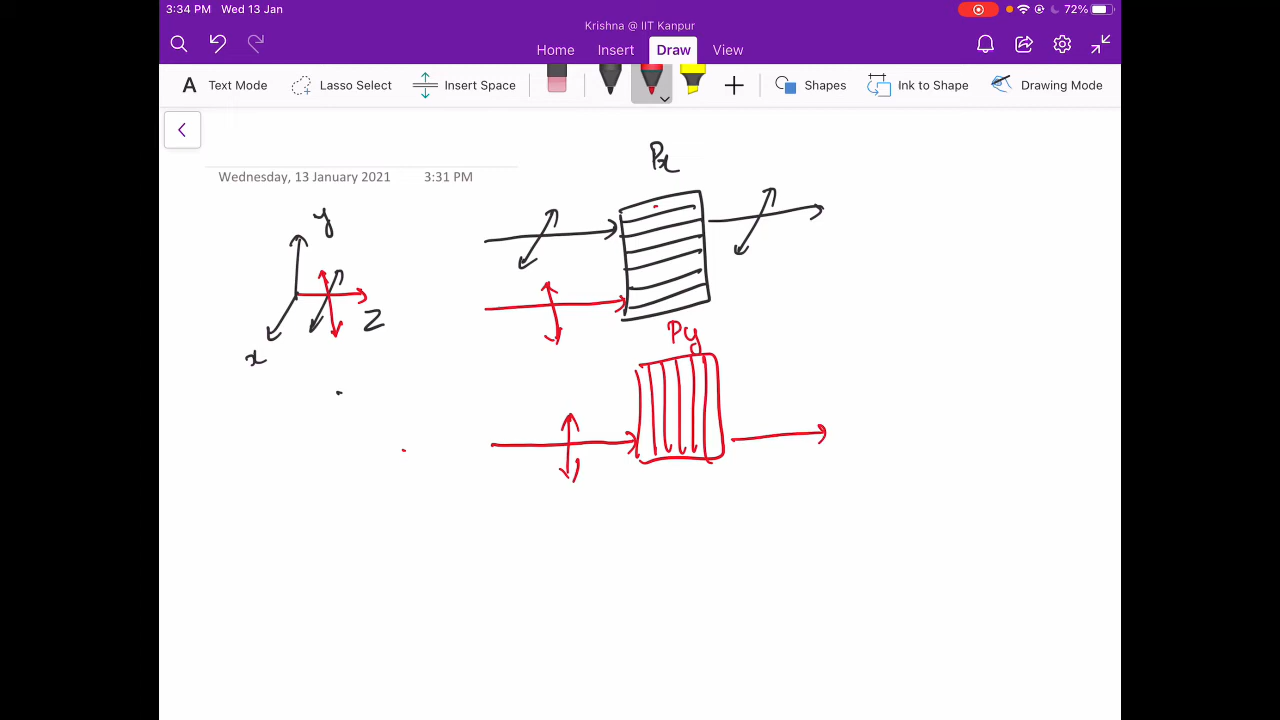 3:34 PM Wed 13 Jan
72%
Krishna @ IIT Kanpur
Home Insert Draw View
A Text Mode Lasso Select Insert Space Shapes Ink to Shape Drawing Mode
Wednesday, 13 January 2021 3:31 PM
Px
y
z
x
Py